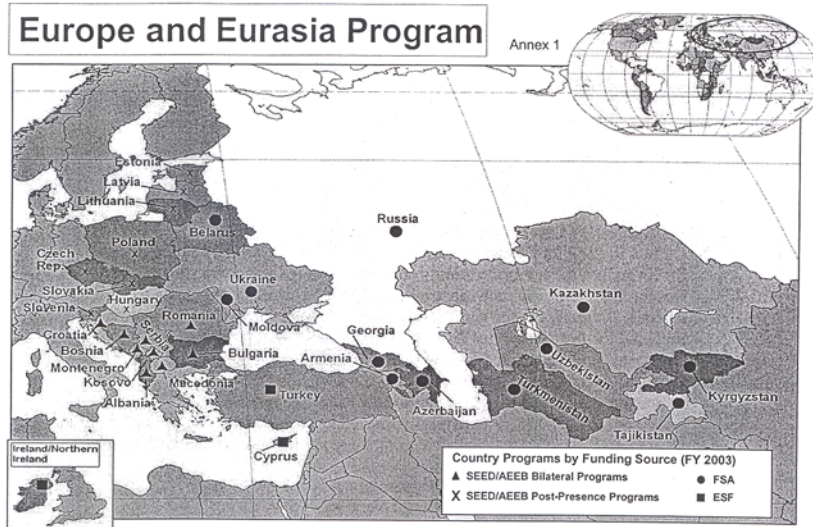 Europe and Eurasia Program
Annex 1
Estonia
Latvia
Lithuania
Belarus
Russia
Poland
Czech
Rep.
Ukraine
Slovakia
Hungary
Slovenia
Romania
Kazakhstan
Moldova
Georgia
Croatia
Serbia
Bosnia
Bulgaria
Armenia
Uzbekistan
Montenegro
Kosovo
Macedonia
Turkmenistan
Kyrgyzstan
Albania
Turkey
Azerbaijan
Tajikistan
Cyprus
Ireland/Northern
Ireland
Country Programs by Funding Source (FY 2003)
SEED/AEEB Bilateral Programs
FSA
SEED/AEEB Post-Presence Programs
ESF